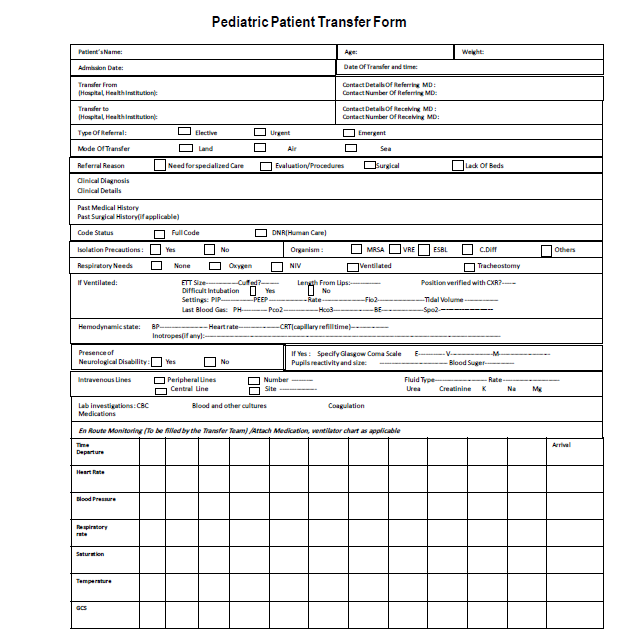 Pediatric Patient Transfer Form
Patient's Name: Age: Weight:
Admission Date: Date Of Transfer and time:
Transfer From Contact Details Of Referring MD :
(Hospital, Health Institution): Contact Number Of Referring MD:
Transfer to Contact Details Of Receiving MD :
(Hospital, Health Institution): Contact Number Of Receiving MD:
Type Of Referral : Elective Urgent Emergent
Mode Of Transfer Land Air Sea
Referral Reason Need for specialized Care Evaluation/Procedures Surgical Lack Of Beds
Clinical Diagnosis
Clinical Details
Past Medical History
Past Surgical History(if applicable)
Code Status Full Code DNR(Human Care)
Isolation Precautions : Yes No Organism : MRSA VRE ESBL C.Diff Others
Respiratory Needs None Oxygen NIV Ventilated Tracheostomy
If Ventilated: ETT Size--------------Cuffed?-------- Length From Lips:------------- Position verified with CXR?------
Difficult Intubation Yes No
Settings: PIP--------------PEEP----------------Rate------------------Fio2-----------------Tidal Volume --------------
Last Blood Gas: PH------------Pco2----------------Hco3----------------BE-----------------Spo2------------------
Hemodynamic state: BP-------------------- Heart rate-----------------CRT(capillary refill time)----------------
Inotropes(if any):------------------------------------------------------------------------
Presence of If Yes : Specify Glasgow Coma Scale E------------V----------------M--------------------
Neurological Disability : Yes No Pupils reactivity and size: --------------------------- Blood Suger-------------
Intravenous Lines Peripheral Lines Number --------- Fluid Type-------------------- Rate-----------------------
Central Line Site --------------- Urea Creatinine K Na Mg
Lab investigations: CBC Blood and other cultures Coagulation
Medications
En Route Monitoring (To be filled by the Transfer Team) /Attach Medication, ventilator chart as applicable
Time Arrival
Departure
Heart Rate
Blood Pressure
Respiratory
rate
Saturation
Temperature
GCS